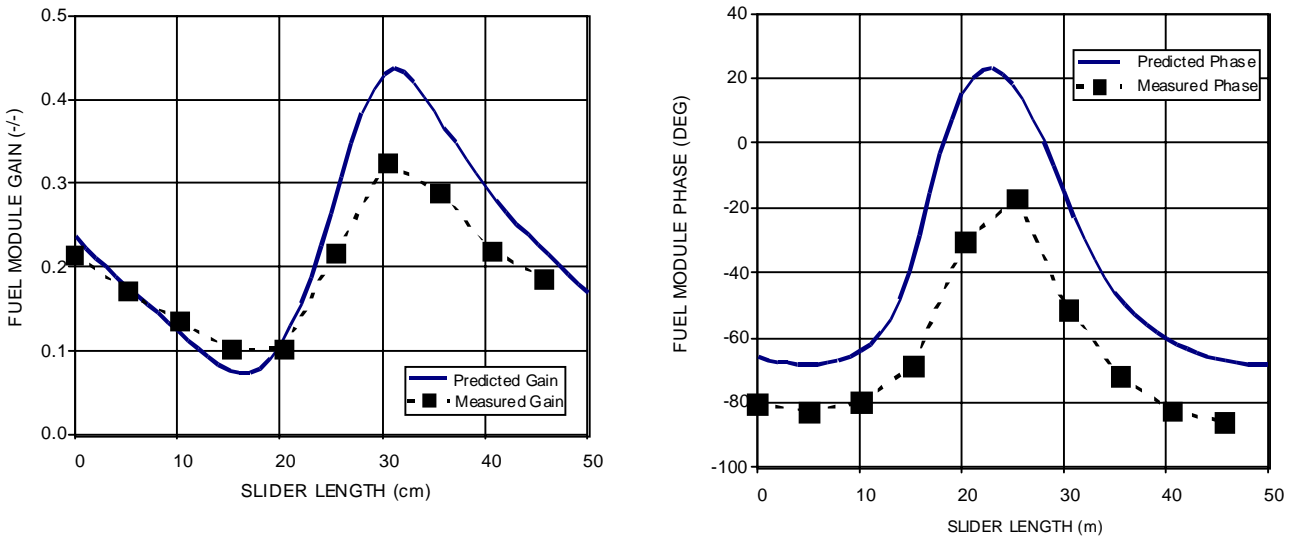 FUEL MODULE GAIN (-/-)
0.5
0.4
0.3
0.2
0.1
0.0
0 10 20 30 40 50
SLIDER LENGTH (cm)
Predicted Gain
Measured Gain
FUEL MODULE PHASE (DEG)
40
20
0
-20
-40
-60
-80
-100
0 10 20 30 40 50
SLIDER LENGTH (m)
Predicted Phase
Measured Phase